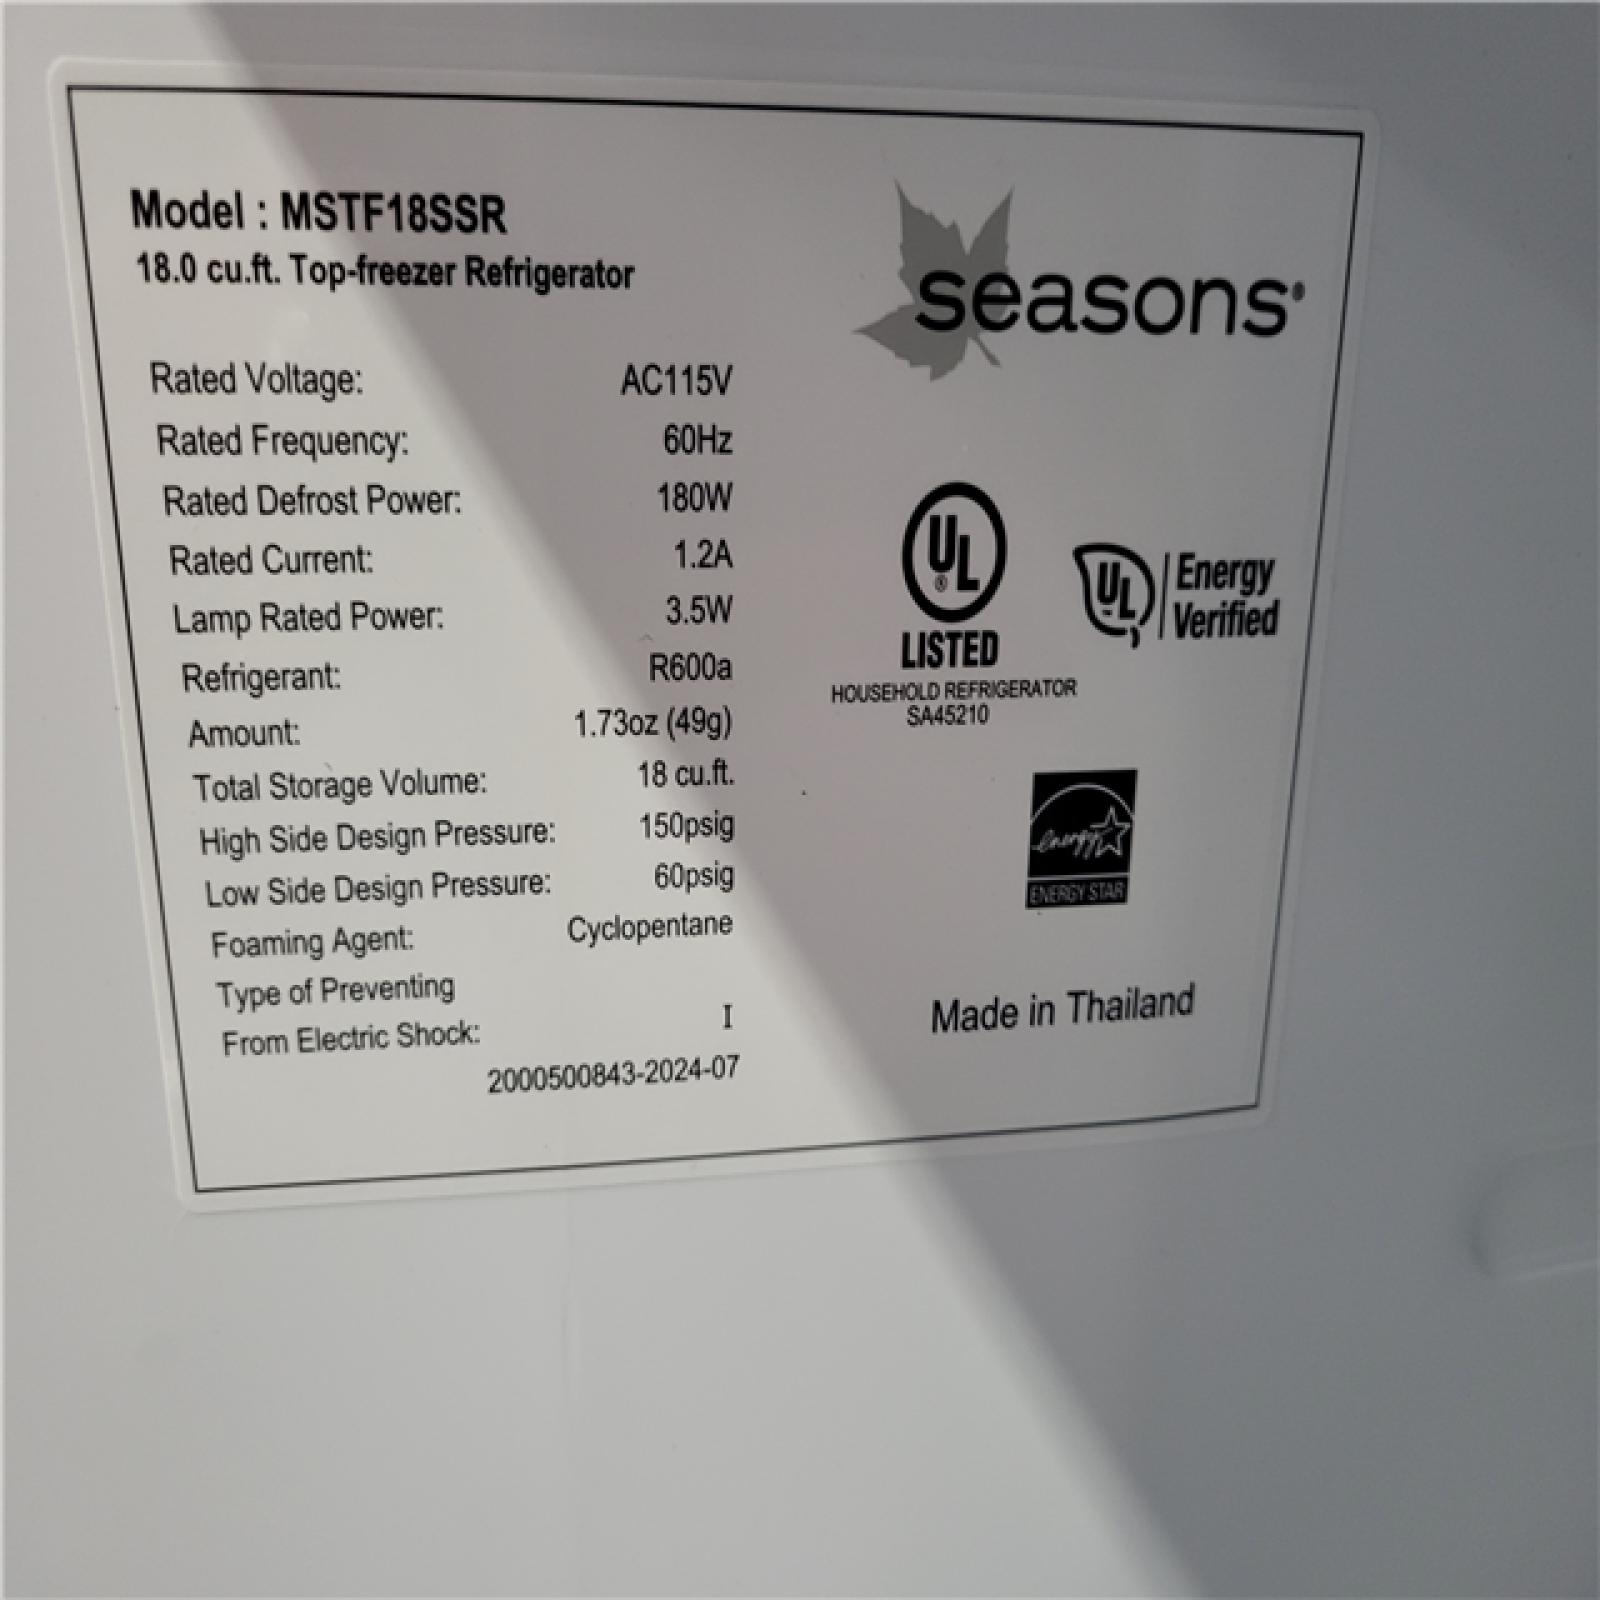 Model : MSTF18SSR
18.0 cu.ft. Top-freezer Refrigerator
seasons®
Rated Voltage: AC115V
Rated Frequency: 60Hz
Rated Defrost Power: 180W
Rated Current: 1.2A
Lamp Rated Power: 3.5W
Refrigerant: R600a
Amount: 1.73oz (49g)
Total Storage Volume: 18 cu.ft.
High Side Design Pressure: 150psig
Low Side Design Pressure: 60psig
Foaming Agent: Cyclopentane
Type of Preventing
From Electric Shock: I
2000500843-2024-07
UL ®
LISTED
HOUSEHOLD REFRIGERATOR
SA45210
UL Energy
Verified
energy
ENERGY STAR
Made in Thailand